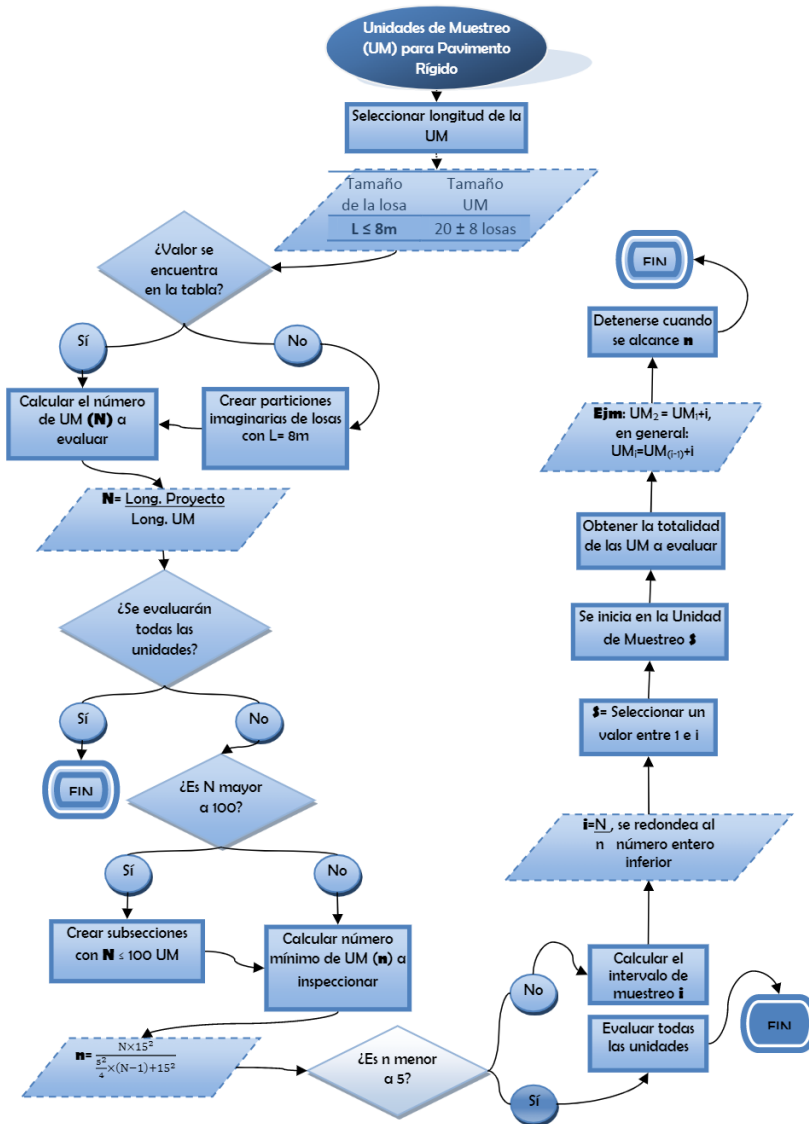 Unidades de Muestreo
(UM) para Pavimento
Rígido
Seleccionar longitud de la
UM
Tamaño Tamaño
de la losa UM
L ≤ 8m 20 ± 8 losas
¿Valor se
encuentra
en la tabla?
Sí
No
Calcular el número
de UM (N) a
evaluar
Crear particiones
imaginarias de losas
con L= 8m
N= Long. Proyecto
Long. UM
¿Se evaluarán
todas las
unidades?
Sí
No
FIN
¿Es N mayor
a 100?
Sí
No
Crear subsecciones
con N ≤ 100 UM
Calcular número
mínimo de UM (n) a
inspeccionar
n= N×15²
5²/4 ×(N−1)+15²
¿Es n menor
a 5?
No
Sí
Calcular el
intervalo de
muestreo i
Evaluar todas
las unidades
FIN
i=N , se redondea al
n número entero
inferior
S= Seleccionar un
valor entre 1 e i
Se inicia en la Unidad
de Muestreo S
Obtener la totalidad
de las UM a evaluar
Ejm: UM₂ = UM₁+i,
en general:
UMᵢ=UM₍ᵢ₋₁₎+i
Detenerse cuando
se alcance n
FIN